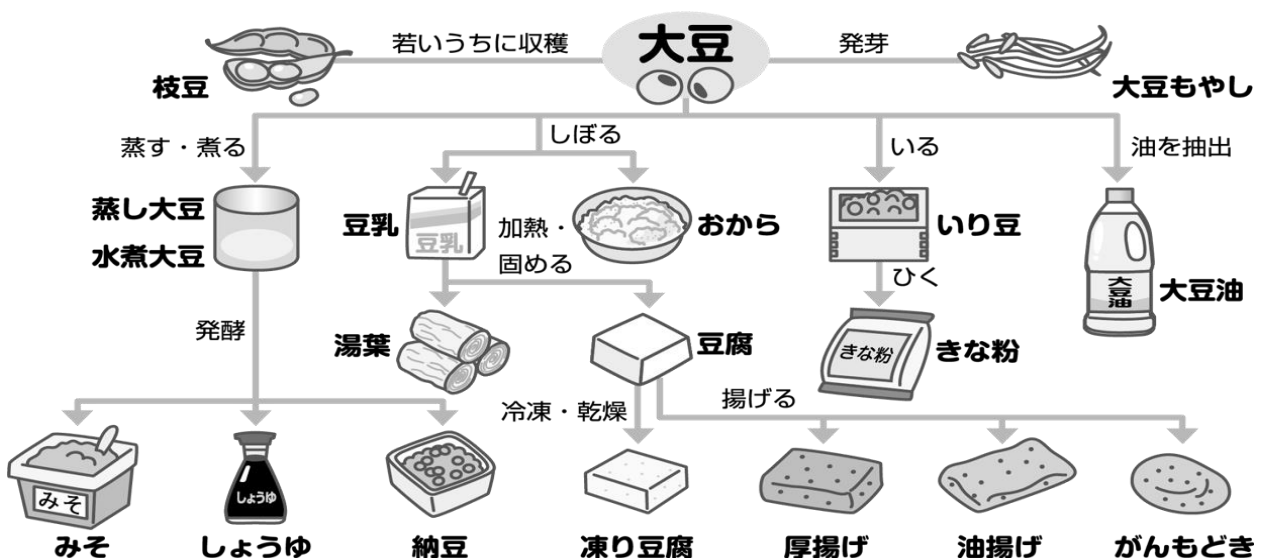 若いうちに収穫
大豆
発芽
枝豆
大豆もやし
蒸す・煮る
しぼる
いる
油を抽出
蒸し大豆
水煮大豆
豆乳
豆乳
加熱・
固める
おから
いり豆
大豆油
大豆油
ひく
発酵
湯葉
豆腐
きな粉
きな粉
冷凍・乾燥
揚げる
みそ
しょうゆ
みそ
しょうゆ
納豆
凍り豆腐
厚揚げ
油揚げ
がんもどき